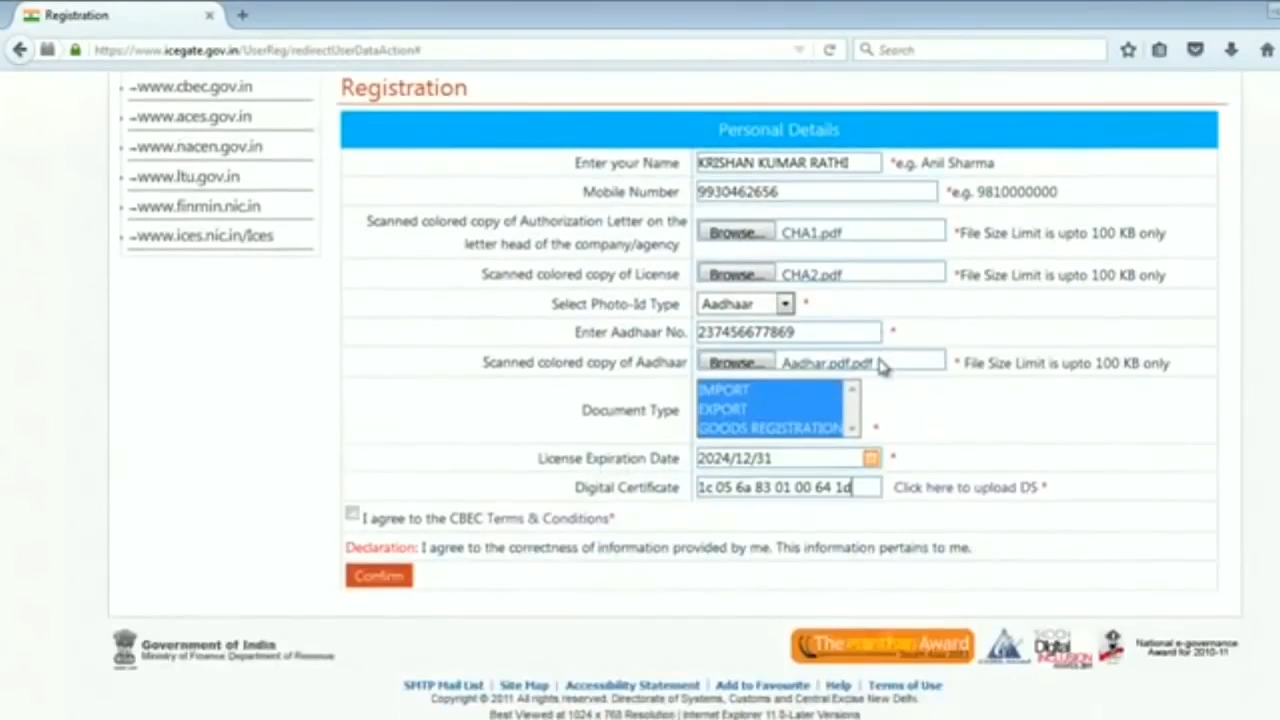 Registration
https://www.icegate.gov.in/UserReg/redirectUserDataAction#
Search
www.cbec.gov.in
www.aces.gov.in
www.nacen.gov.in
www.ltu.gov.in
www.finmin.nic.in
www.ices.nic.in/Ices
Registration
Personal Details
Enter your Name KRISHAN KUMAR RATHI *e.g. Anil Sharma
Mobile Number 9930462656 *e.g. 9810000000
Scanned colored copy of Authorization Letter on the
letter head of the company/agency
Browse... CHA1.pdf *File Size Limit is upto 100 KB only
Scanned colored copy of License Browse... CHA2.pdf *File Size Limit is upto 100 KB only
Select Photo-Id Type Aadhaar *
Enter Aadhaar No. 237456677869 *
Scanned colored copy of Aadhaar Browse... Aadhar.pdf.pdf * File Size Limit is upto 100 KB only
Document Type
IMPORT
EXPORT
GOODS REGISTRATION *
License Expiration Date 2024/12/31 *
Digital Certificate 1c 05 6a 83 01 00 64 1d Click here to upload DS *
I agree to the CBEC Terms & Conditions*
Declaration: I agree to the correctness of information provided by me. This information pertains to me.
Confirm
Government of India
Ministry of Finance Department of Revenue
The Award
Digital
INCLUSION
National e-governance
Award for 2010-11
SMTP Mail List | Site Map | Accessibility Statement | Add to Favourite | Help | Terms of Use
Copyright © 2011 All rights reserved. Directorate of Systems, Customs and Central Excise New Delhi.
Best Viewed at 1024 x 768 Resolution | Internet Explorer 11.0-Later Versions